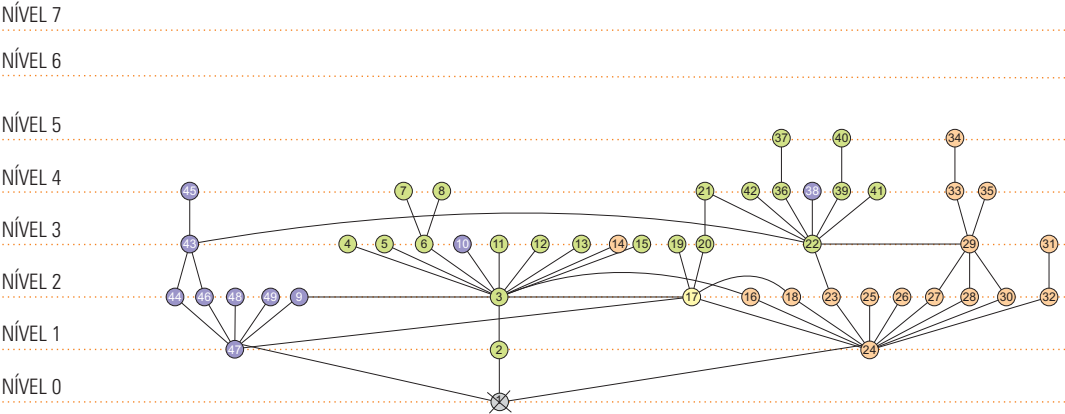 NÍVEL 7
NÍVEL 6
NÍVEL 5
37 40 34
NÍVEL 4
45 7 8 21 42 36 38 39 41 33 35
NÍVEL 3
43 4 5 6 10 11 12 13 14 15 19 20 22 29 31
NÍVEL 2
44 46 48 49 9 3 17 16 18 23 25 26 27 28 30 32
NÍVEL 1
47 2 24
NÍVEL 0
1